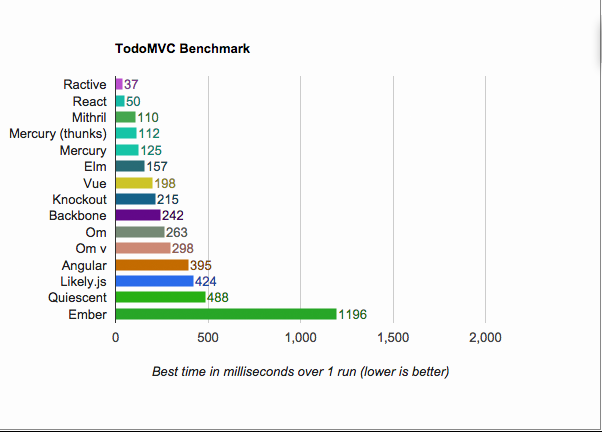 TodoMVC Benchmark
Ractive 37
React 50
Mithril 110
Mercury (thunks) 112
Mercury 125
Elm 157
Vue 198
Knockout 215
Backbone 242
Om 263
Om v 298
Angular 395
Likely.js 424
Quiescent 488
Ember 1196
0 500 1,000 1,500 2,000
Best time in milliseconds over 1 run (lower is better)